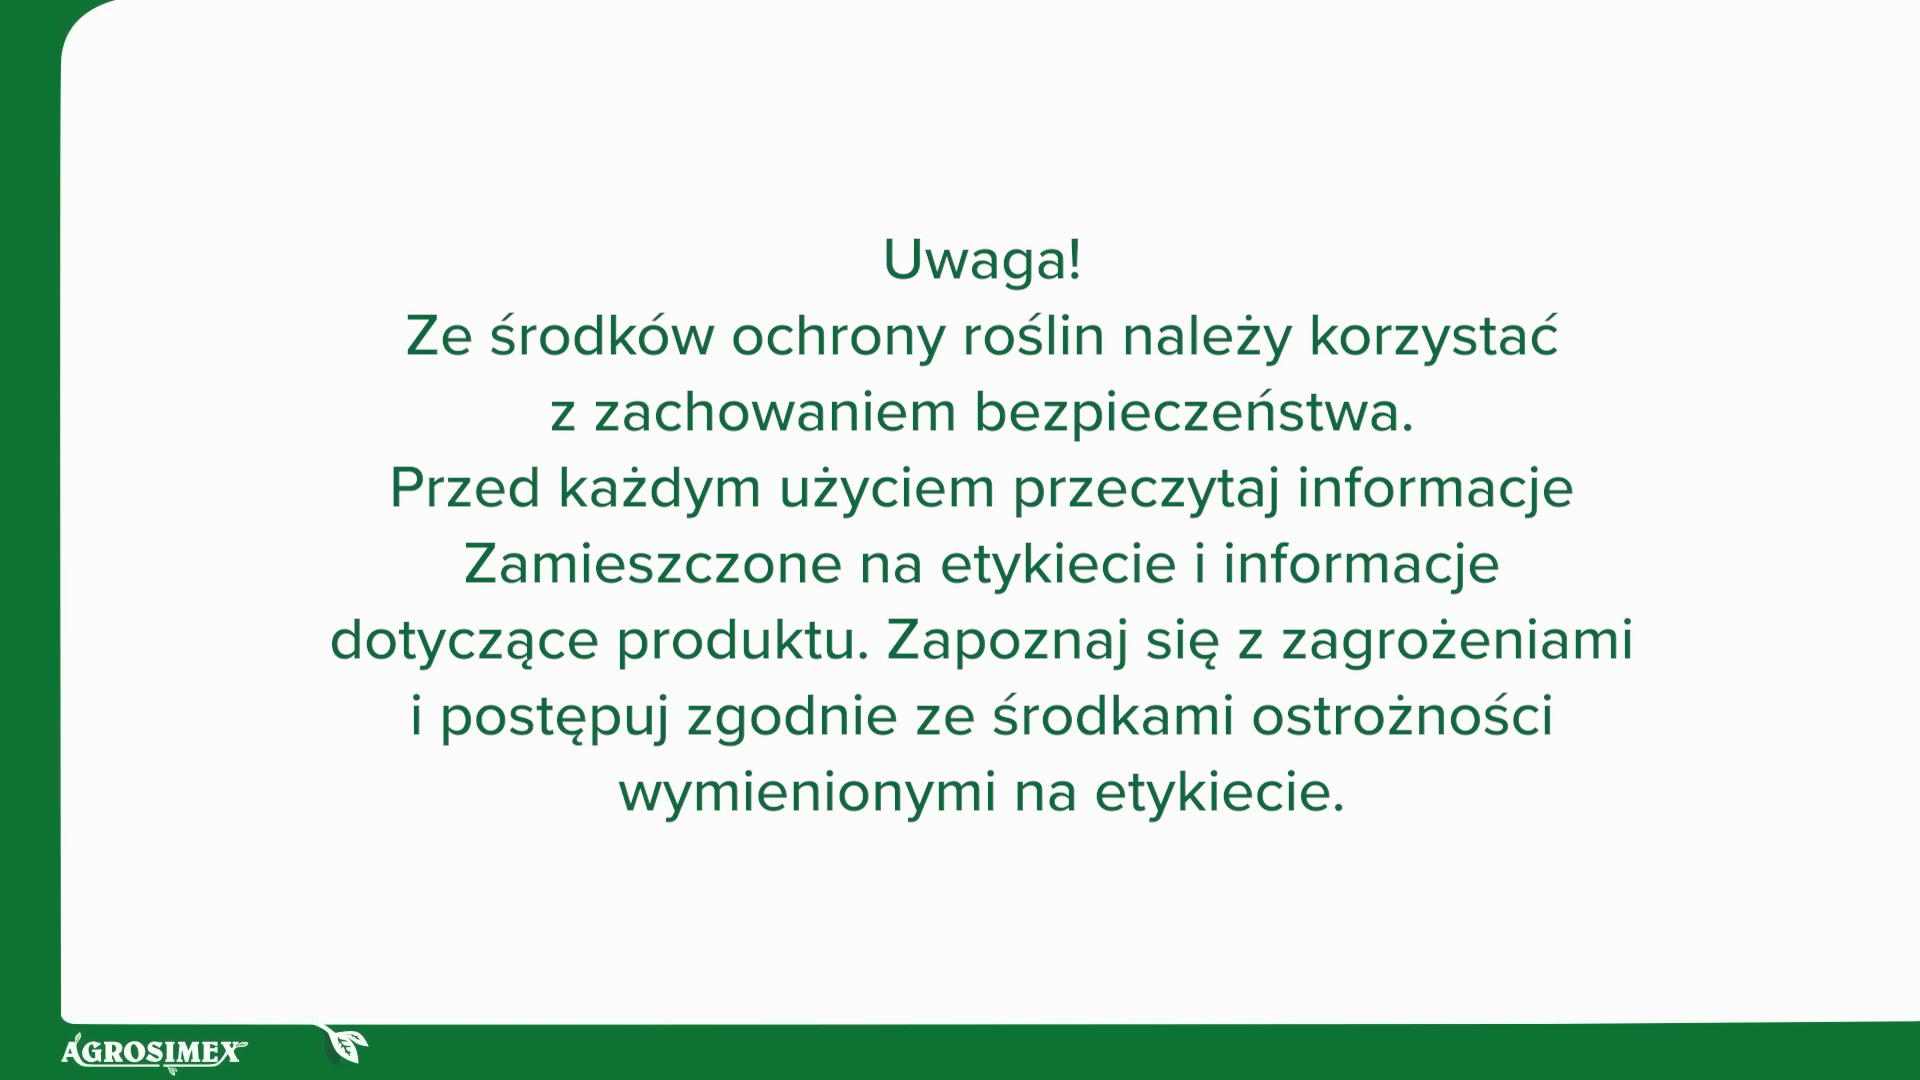 Uwaga!
Ze środków ochrony roślin należy korzystać
z zachowaniem bezpieczeństwa.
Przed każdym użyciem przeczytaj informacje
Zamieszczone na etykiecie i informacje
dotyczące produktu. Zapoznaj się z zagrożeniami
i postępuj zgodnie ze środkami ostrożności
wymienionymi na etykiecie.
AGROSIMEX